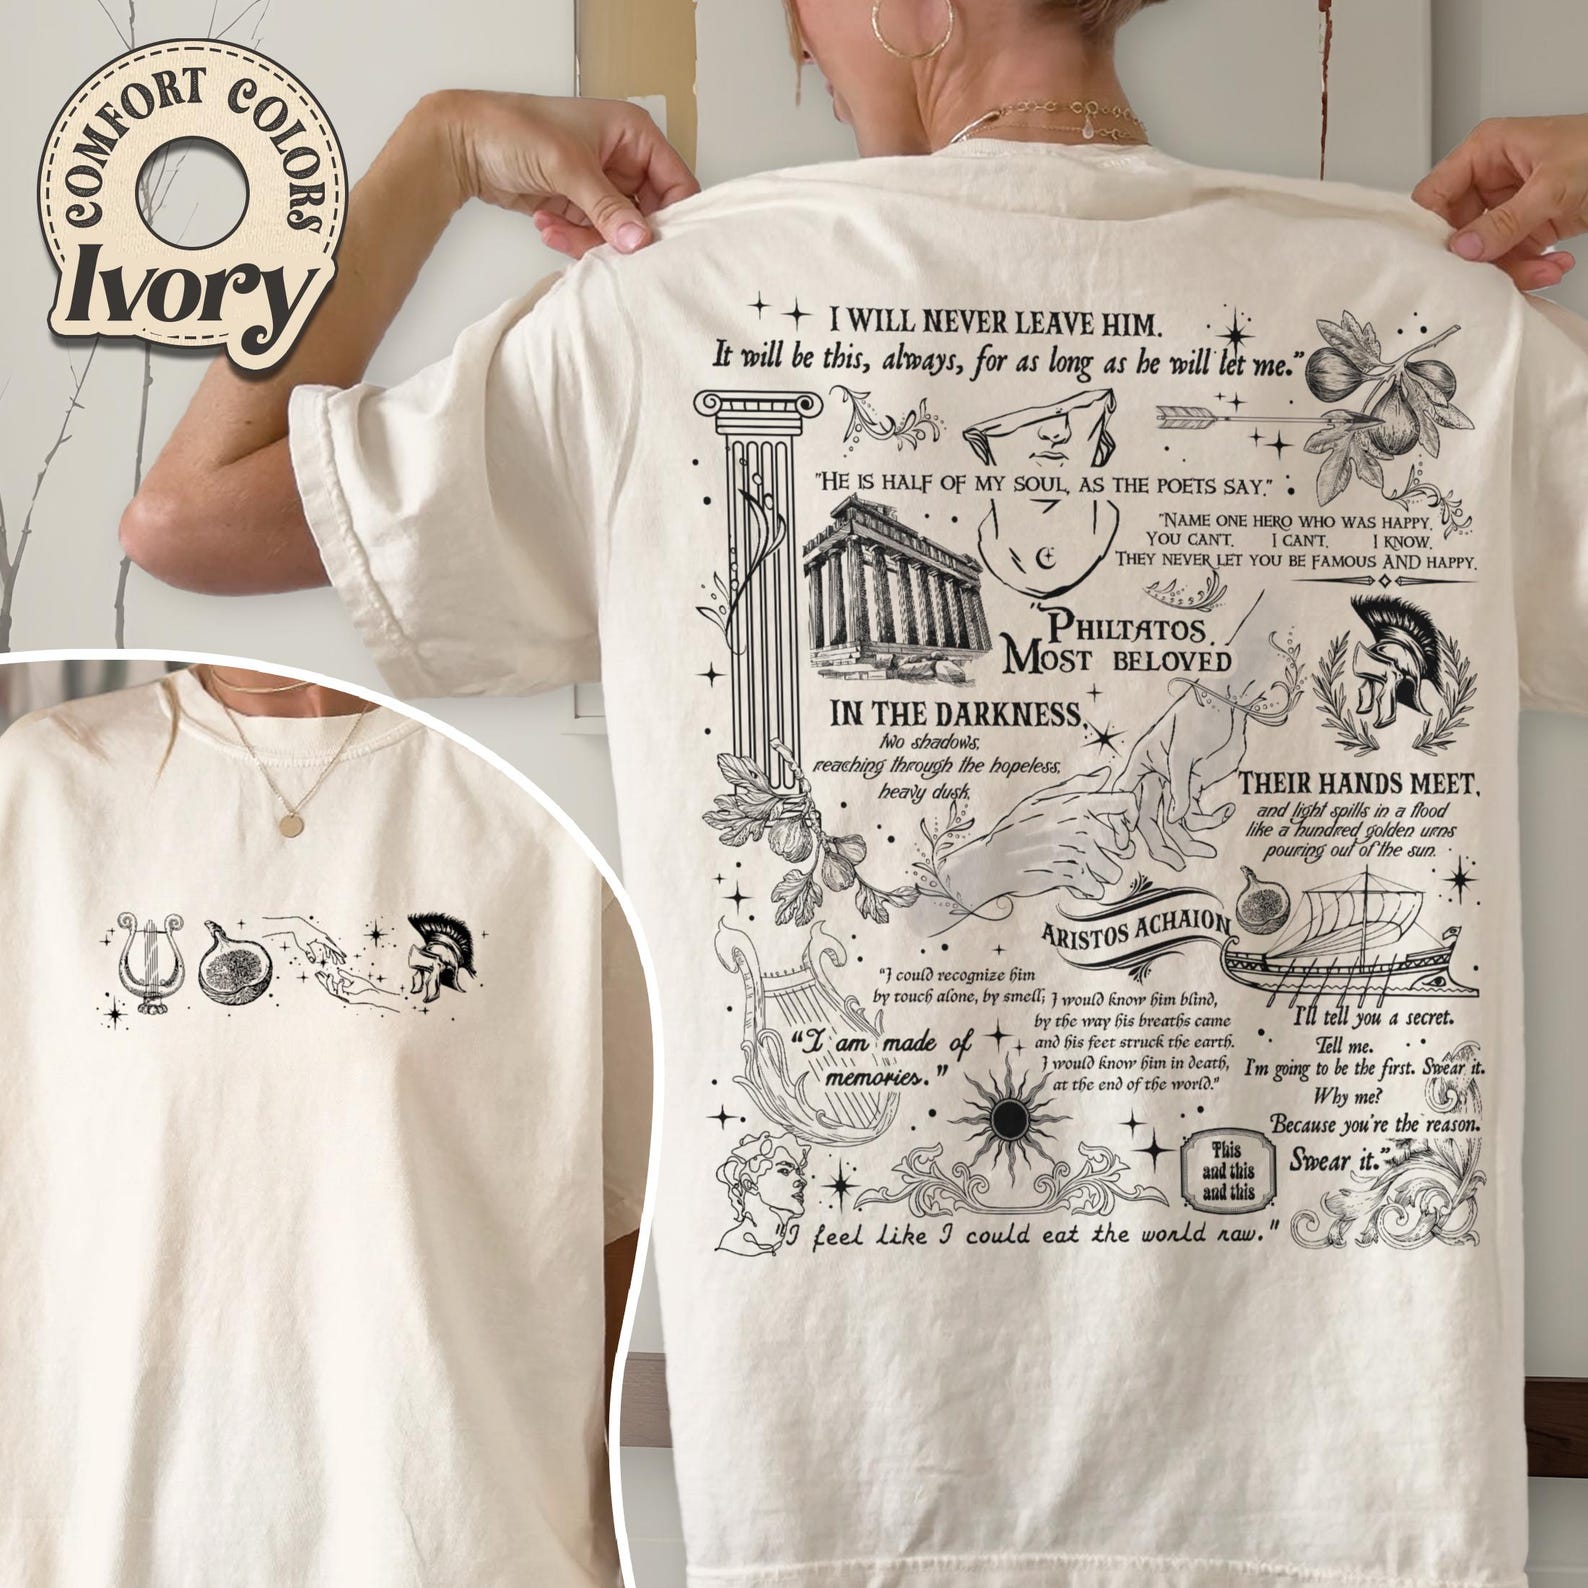 COMFORT COLORS
Ivory
I WILL NEVER LEAVE HIM.
It will be this, always, for as long as he will let me."
"HE IS HALF OF MY SOUL, AS THE POETS SAY."
"NAME ONE HERO WHO WAS HAPPY.
YOU CAN'T. I CAN'T. I KNOW.
THEY NEVER LET YOU BE FAMOUS AND HAPPY.
"PHILTATOS
MOST BELOVED
IN THE DARKNESS,
two shadows,
reaching through the hopeless,
heavy dusk.
THEIR HANDS MEET,
and light spills in a flood
like a hundred golden urns
pouring out of the sun.
ARISTOS ACHAION
"I could recognize him
by touch alone, by smell; I would know him blind,
by the way his breaths came
and his feet struck the earth.
I would know him in death,
at the end of the world."
"I am made of
memories."
I'll tell you a secret.
Tell me.
I'm going to be the first. Swear it.
Why me?
Because you're the reason.
Swear it."
This
and this
and this
"I feel like I could eat the world raw."